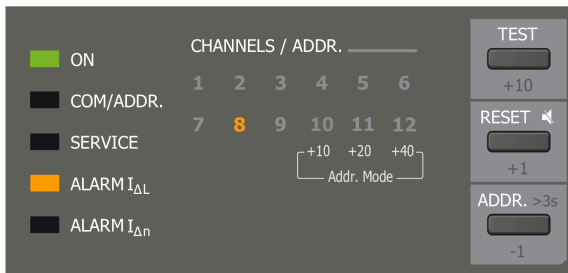 ON
COM/ADDR.
SERVICE
ALARM IΔL
ALARM IΔn
CHANNELS / ADDR.
1 2 3 4 5 6
7 8 9 10 11 12
+10 +20 +40
Addr. Mode
TEST
+10
RESET
+1
ADDR. >3s
-1